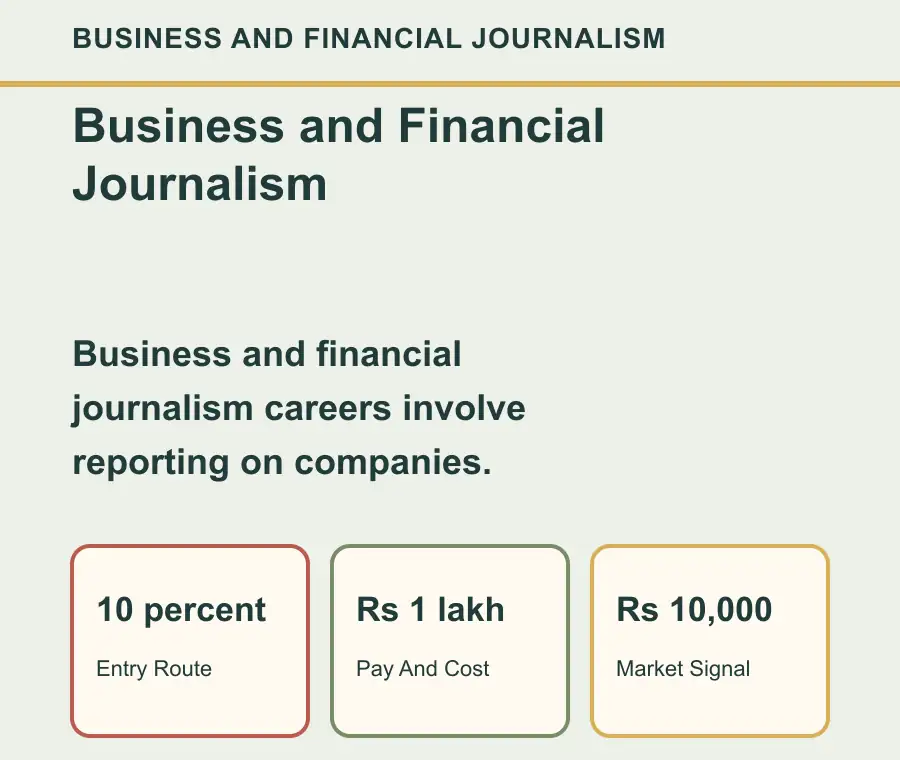 BUSINESS AND FINANCIAL JOURNALISM
Business and Financial
Journalism
Business and financial
journalism careers involve
reporting on companies.
10 percent
Entry Route
Rs 1 lakh
Pay And Cost
Rs 10,000
Market Signal